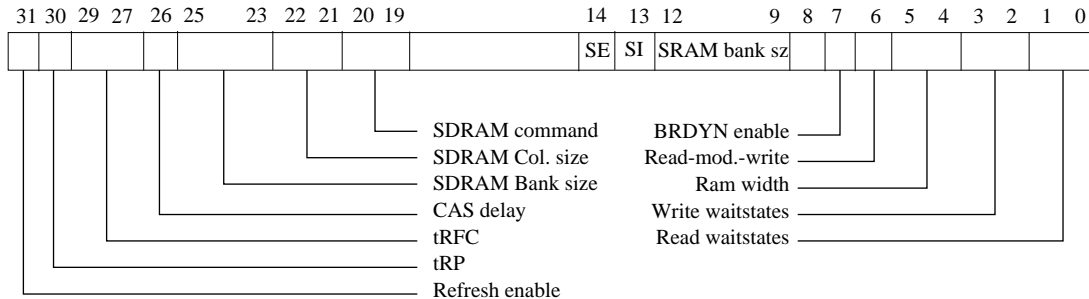 31 30 29 27 26 25 23 22 21 20 19 14 13 12 9 8 7 6 5 4 3 2 1 0
SE SI SRAM bank sz
SDRAM command BRDYN enable
SDRAM Col. size Read-mod.-write
SDRAM Bank size Ram width
CAS delay Write waitstates
tRFC Read waitstates
tRP
Refresh enable